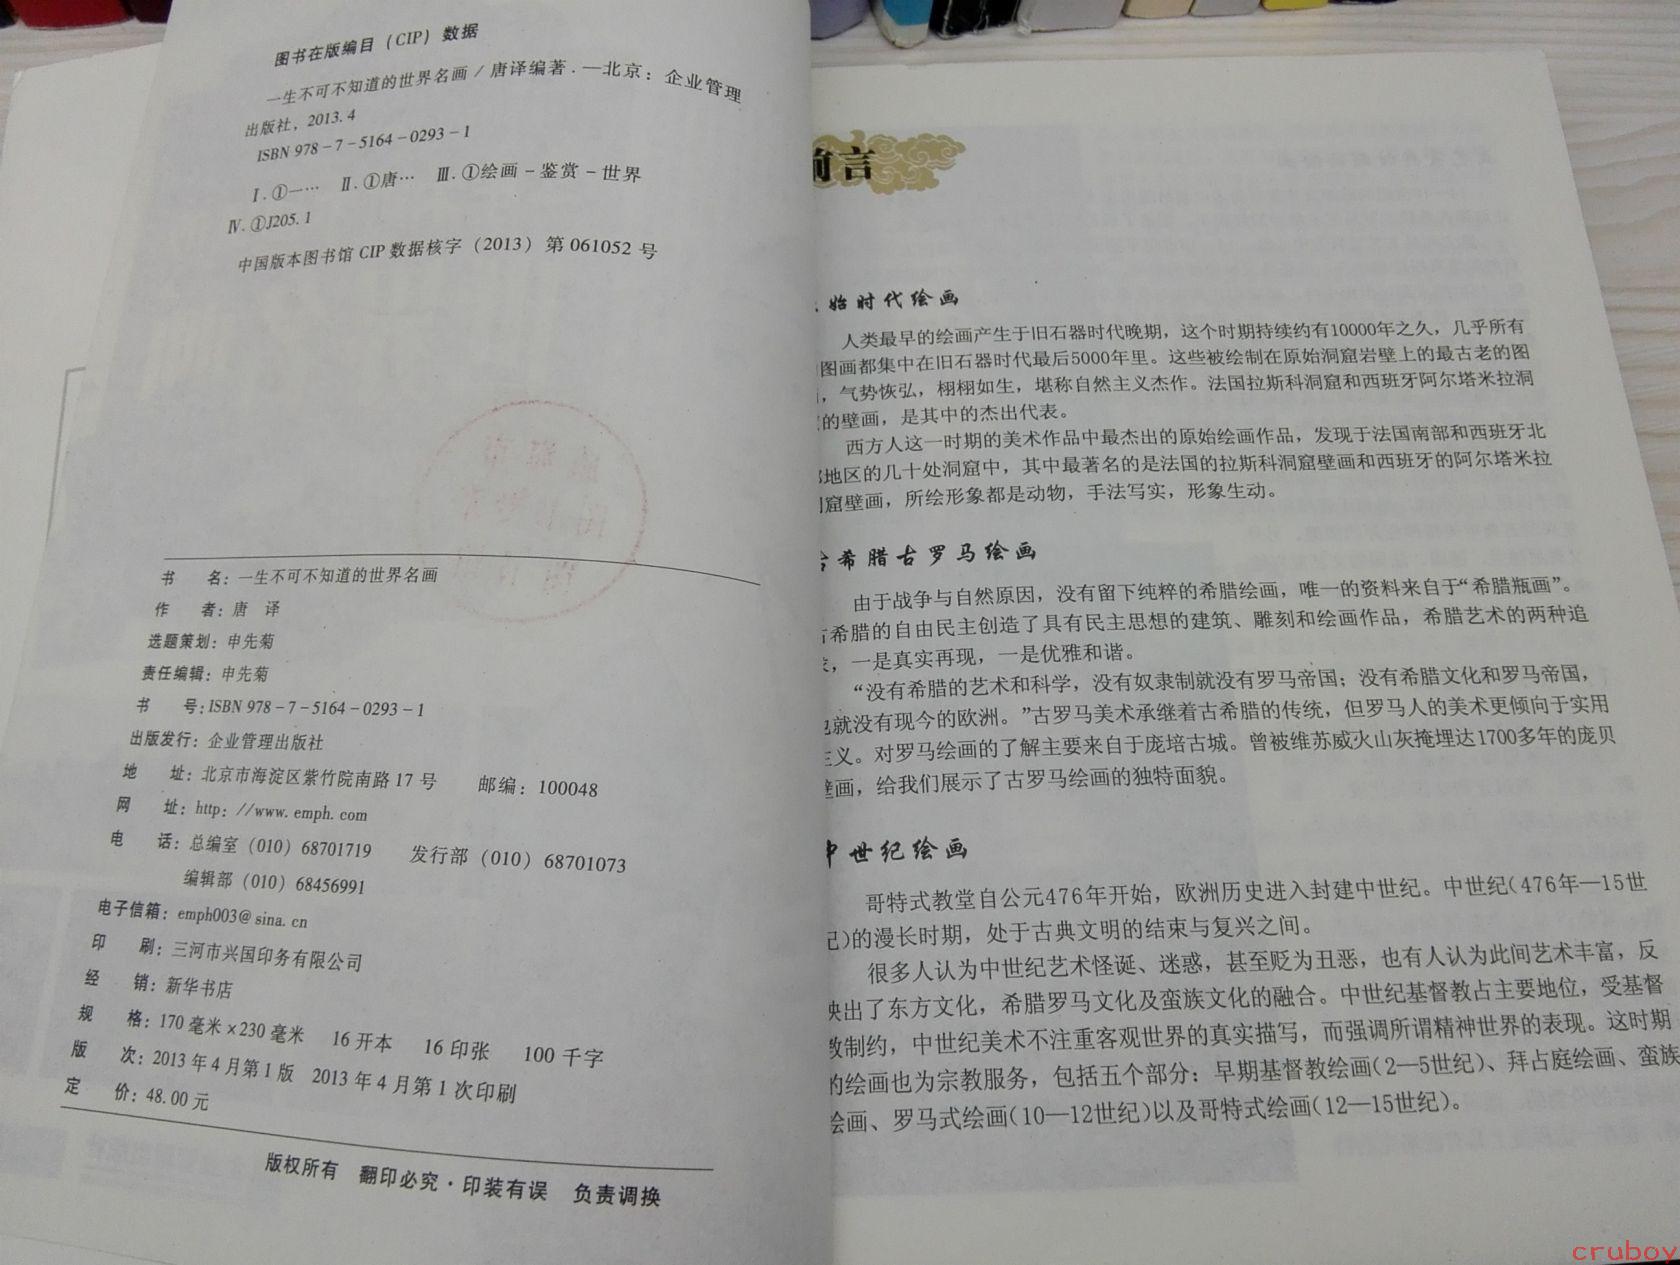 图书在版编目（CIP）数据
一生不可不知道的世界名画 / 唐译编著．—北京：企业管理
出版社，2013.4
ISBN 978－7－5164－0293－1
Ⅰ.①一… Ⅱ.①唐… Ⅲ.①绘画－鉴赏－世界
Ⅳ.①J205.1
中国版本图书馆 CIP 数据核字（2013）第 061052 号
书 名：一生不可不知道的世界名画
作 者：唐 译
选题策划：申先菊
责任编辑：申先菊
书 号：ISBN 978－7－5164－0293－1
出版发行：企业管理出版社
地 址：北京市海淀区紫竹院南路 17 号 邮编：100048
网 址：http：//www.emph.com
电 话：总编室（010）68701719 发行部（010）68701073
编辑部（010）68456991
电子信箱：emph003@sina.cn
印 刷：三河市兴国印务有限公司
经 销：新华书店
规 格：170 毫米×230 毫米 16 开本 16 印张 100 千字
版 次：2013 年 4 月第 1 版 2013 年 4 月第 1 次印刷
定 价：48.00 元
版权所有 翻印必究·印装有误 负责调换
前言
始时代绘画
人类最早的绘画产生于旧石器时代晚期，这个时期持续约有10000年之久，几乎所有
图画都集中在旧石器时代最后5000年里。这些被绘制在原始洞窟岩壁上的最古老的图
，气势恢弘，栩栩如生，堪称自然主义杰作。法国拉斯科洞窟和西班牙阿尔塔米拉洞
的壁画，是其中的杰出代表。
西方人这一时期的美术作品中最杰出的原始绘画作品，发现于法国南部和西班牙北
部地区的几十处洞窟中，其中最著名的是法国的拉斯科洞窟壁画和西班牙的阿尔塔米拉
洞窟壁画，所绘形象都是动物，手法写实，形象生动。
古希腊古罗马绘画
由于战争与自然原因，没有留下纯粹的希腊绘画，唯一的资料来自于“希腊瓶画”。
古希腊的自由民主创造了具有民主思想的建筑、雕刻和绘画作品，希腊艺术的两种追
求，一是真实再现，一是优雅和谐。
“没有希腊的艺术和科学，没有奴隶制就没有罗马帝国；没有希腊文化和罗马帝国，
也就没有现今的欧洲。”古罗马美术承继着古希腊的传统，但罗马人的美术更倾向于实用
主义。对罗马绘画的了解主要来自于庞培古城。曾被维苏威火山灰掩埋达1700多年的庞贝
壁画，给我们展示了古罗马绘画的独特面貌。
中世纪绘画
哥特式教堂自公元476年开始，欧洲历史进入封建中世纪。中世纪(476年—15世
纪)的漫长时期，处于古典文明的结束与复兴之间。
很多人认为中世纪艺术怪诞、迷惑，甚至贬为丑恶，也有人认为此间艺术丰富，反
映出了东方文化，希腊罗马文化及蛮族文化的融合。中世纪基督教占主要地位，受基督
教制约，中世纪美术不注重客观世界的真实描写，而强调所谓精神世界的表现。这时期
的绘画也为宗教服务，包括五个部分：早期基督教绘画(2—5世纪)、拜占庭绘画、蛮族
绘画、罗马式绘画(10—12世纪)以及哥特式绘画(12—15世纪)。
cruboy